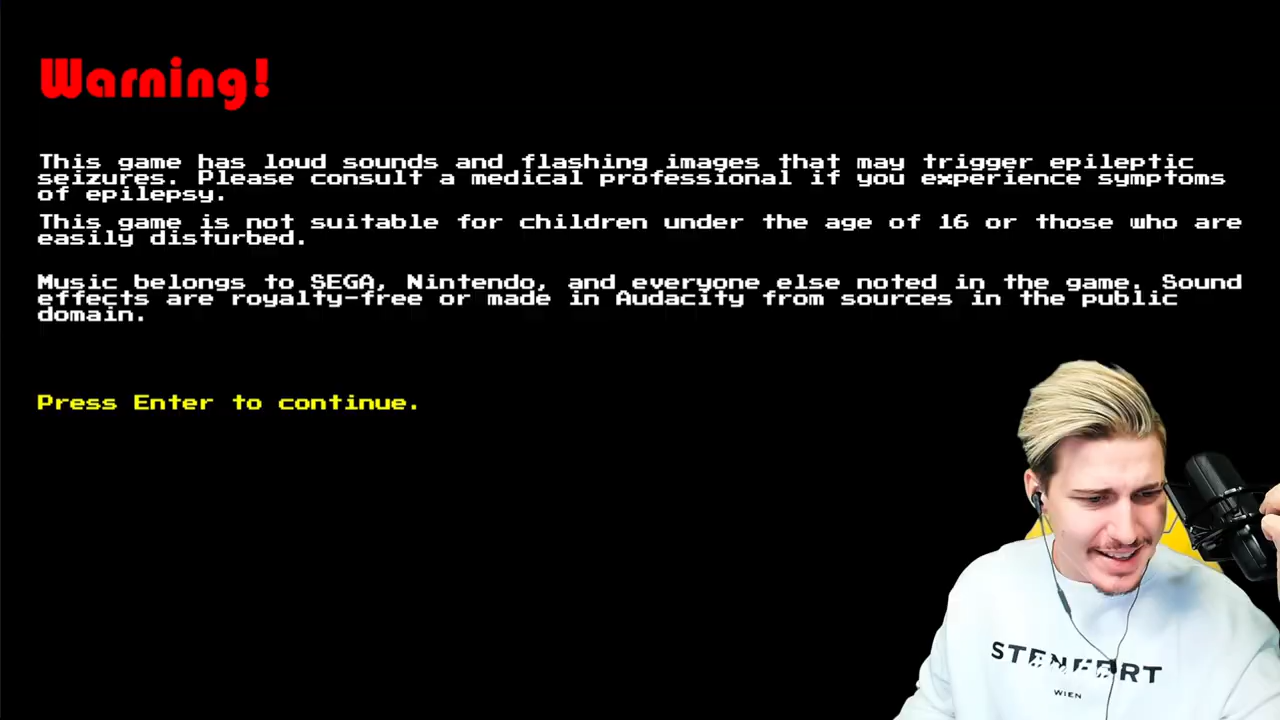 Warning!
This game has loud sounds and flashing images that may trigger epileptic
seizures. Please consult a medical professional if you experience symptoms
of epilepsy.
This game is not suitable for children under the age of 16 or those who are
easily disturbed.
Music belongs to SEGA, Nintendo, and everyone else noted in the game. Sound
effects are royalty-free or made in Audacity from sources in the public
domain.
Press Enter to continue.
WIEN